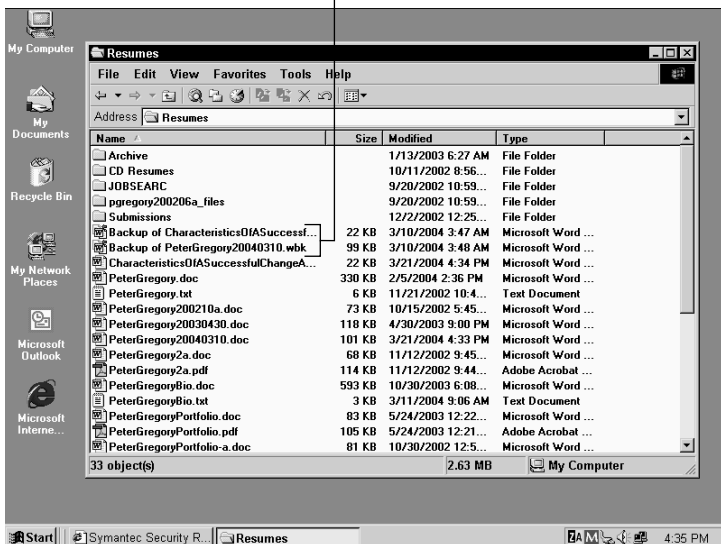 My Computer
My Documents
Recycle Bin
My Network Places
Microsoft Outlook
Microsoft Interne...
Resumes
File Edit View Favorites Tools Help
Address Resumes
Name Size Modified Type
Archive 1/13/2003 6:27 AM File Folder
CD Resumes 10/11/2002 8:56... File Folder
JOBSEARC 9/20/2002 10:59... File Folder
pgregory200206a_files 9/20/2002 10:59... File Folder
Submissions 12/2/2002 12:25... File Folder
Backup of CharacteristicsOfASuccessf... 22 KB 3/10/2004 3:47 AM Microsoft Word ...
Backup of PeterGregory20040310.wbk 99 KB 3/10/2004 3:48 AM Microsoft Word ...
CharacteristicsOfASuccessfulChangeA... 22 KB 3/21/2004 4:34 PM Microsoft Word ...
PeterGregory.doc 330 KB 2/5/2004 2:36 PM Microsoft Word ...
PeterGregory.txt 6 KB 11/21/2002 10:4... Text Document
PeterGregory200210a.doc 73 KB 10/15/2002 5:45... Microsoft Word ...
PeterGregory20030430.doc 118 KB 4/30/2003 9:00 PM Microsoft Word ...
PeterGregory20040310.doc 101 KB 3/21/2004 4:33 PM Microsoft Word ...
PeterGregory2a.doc 68 KB 11/12/2002 9:45... Microsoft Word ...
PeterGregory2a.pdf 114 KB 11/12/2002 9:44... Adobe Acrobat ...
PeterGregoryBio.doc 593 KB 10/30/2003 6:08... Microsoft Word ...
PeterGregoryBio.txt 3 KB 3/11/2004 9:06 AM Text Document
PeterGregoryPortfolio.doc 83 KB 5/24/2003 12:22... Microsoft Word ...
PeterGregoryPortfolio.pdf 105 KB 5/24/2003 12:21... Adobe Acrobat ...
PeterGregoryPortfolio-a.doc 81 KB 10/30/2002 12:5... Microsoft Word ...
33 object(s) 2.63 MB My Computer
Start Symantec Security R... Resumes ZA M 4:35 PM